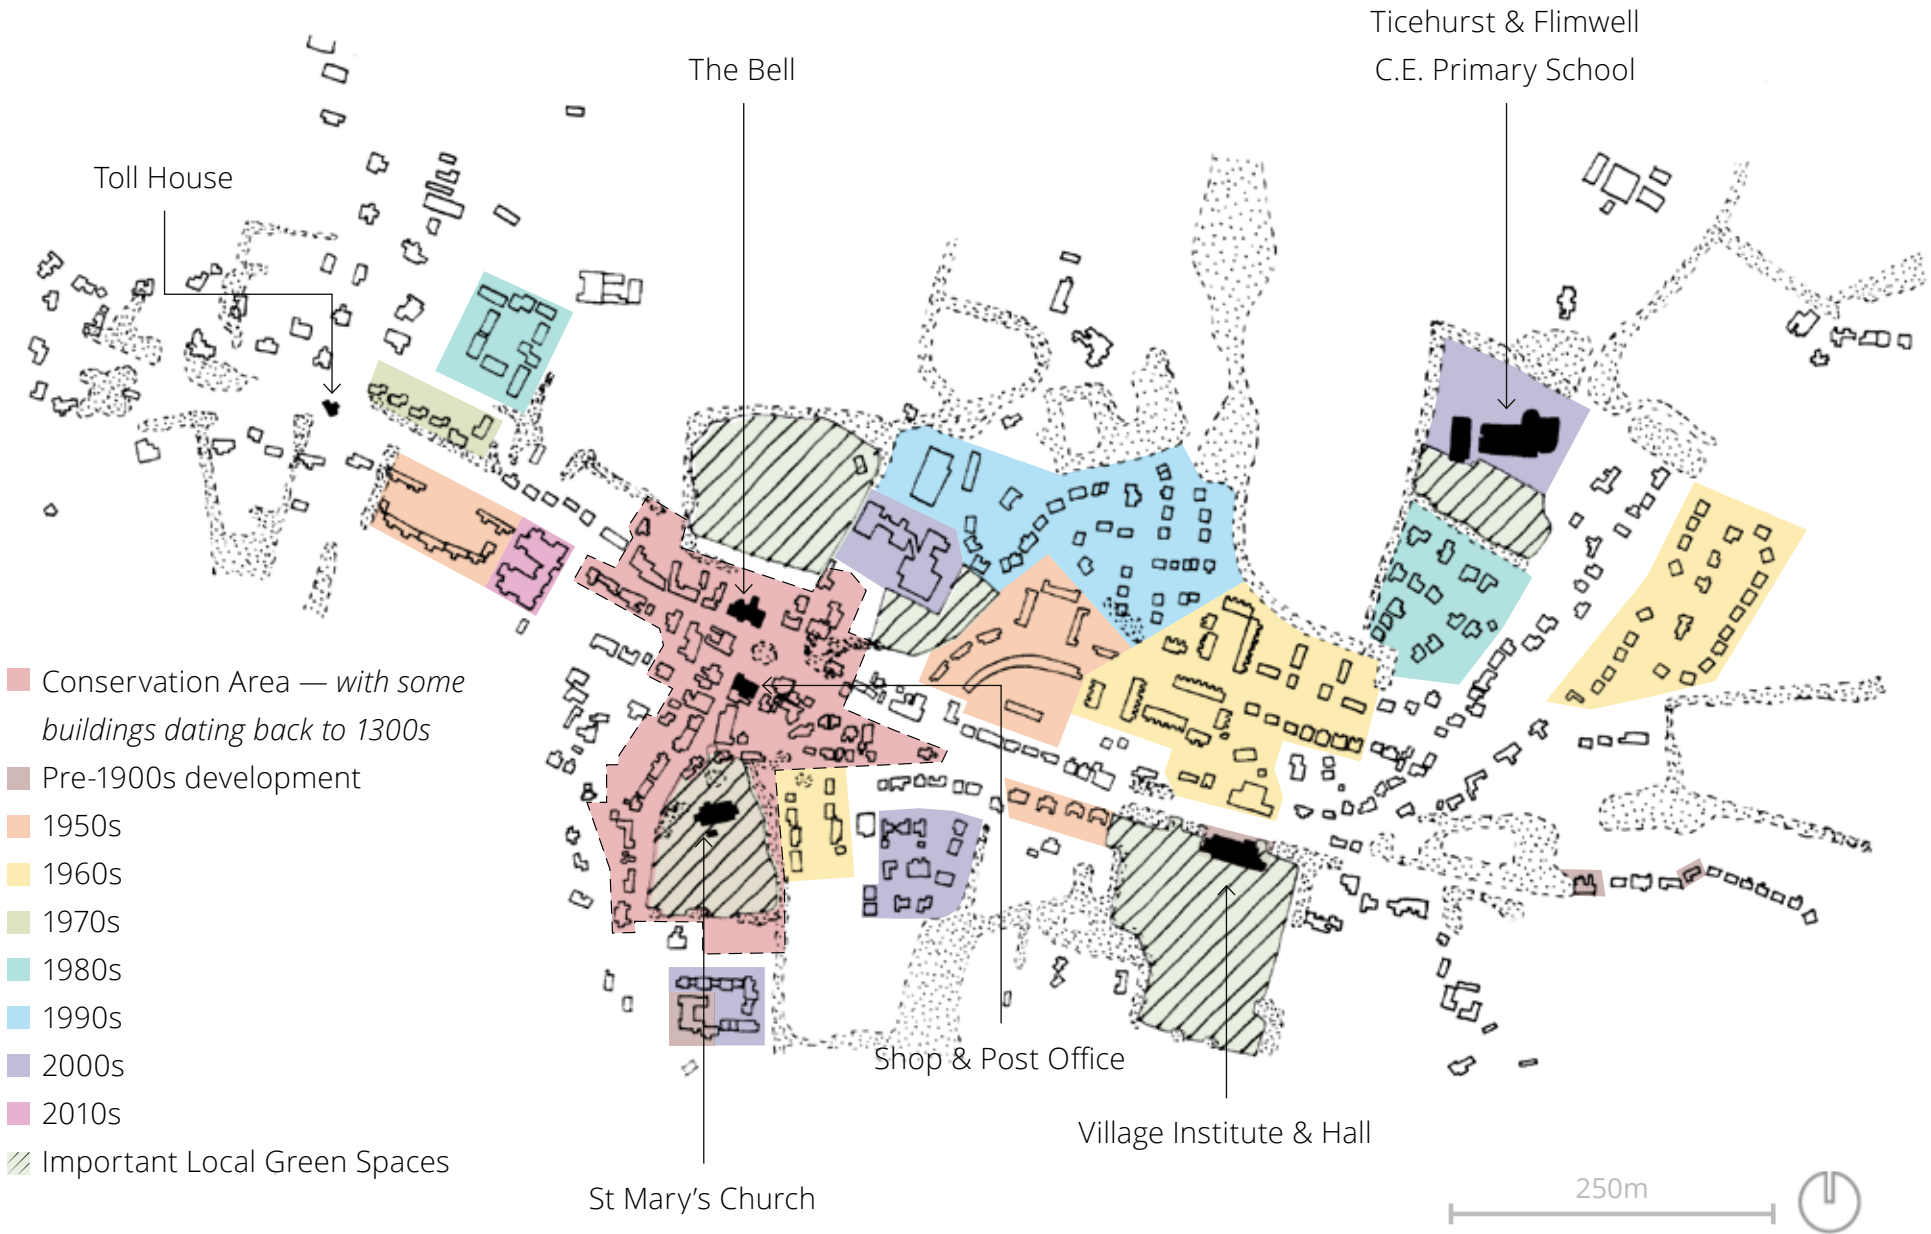 Ticehurst & Flimwell
C.E. Primary School
The Bell
Toll House
Conservation Area — with some
buildings dating back to 1300s
Pre-1900s development
1950s
1960s
1970s
1980s
1990s
2000s
2010s
Important Local Green Spaces
Shop & Post Office
Village Institute & Hall
St Mary’s Church
250m